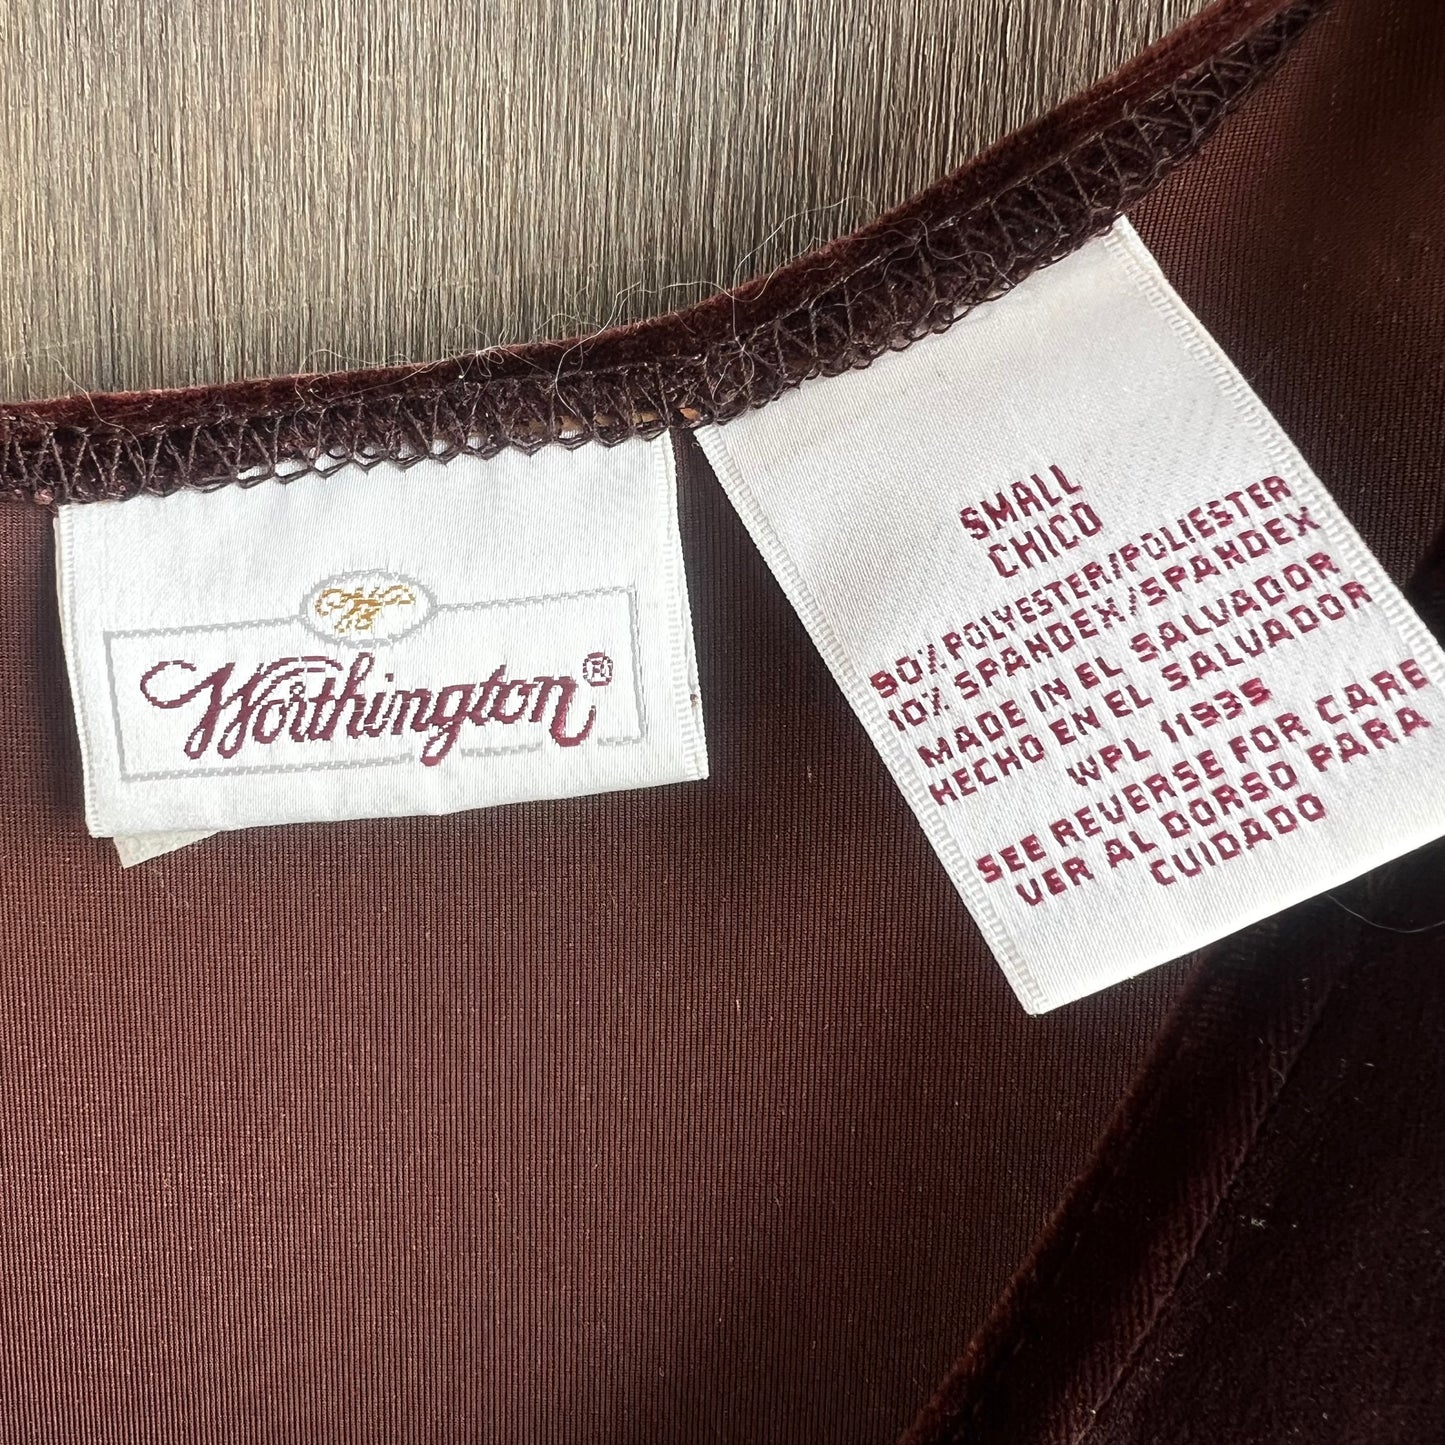 Worthington®
SMALL
CHICO
90% POLYESTER/POLIESTER
10% SPANDEX/SPANDEX
MADE IN EL SALVADOR
HECHO EN EL SALVADOR
WPL 11935
SEE REVERSE FOR CARE
VER AL DORSO PARA
CUIDADO